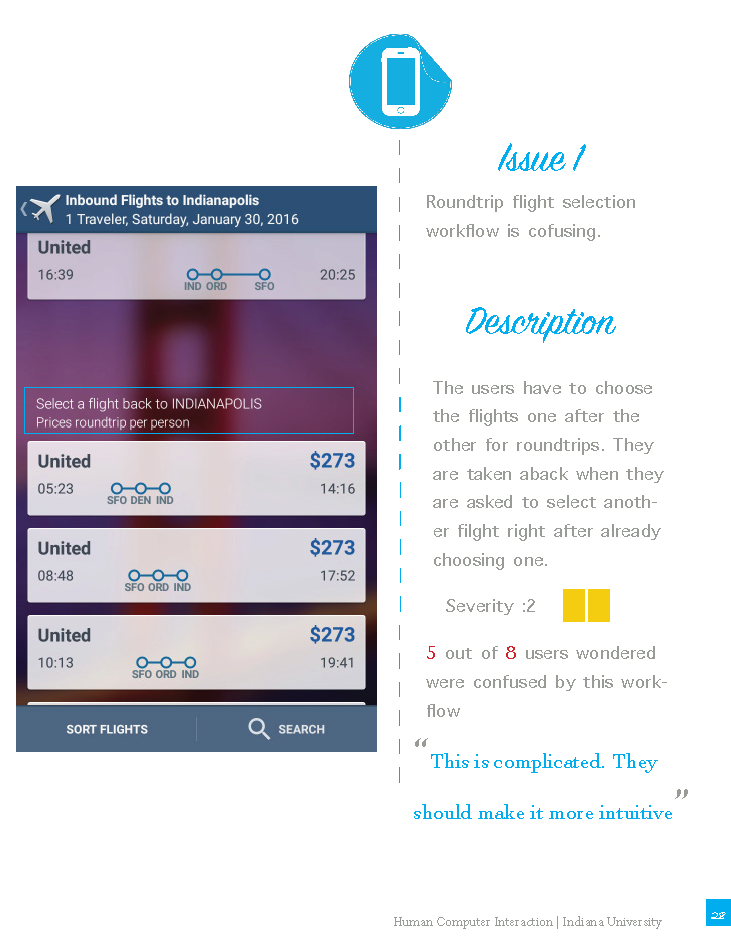 Issue 1
Roundtrip flight selection
workflow is cofusing.
Inbound Flights to Indianapolis
1 Traveler, Saturday, January 30, 2016
United
16:39
IND ORD SFO
20:25
Select a flight back to INDIANAPOLIS
Prices roundtrip per person
United
$273
05:23
SFO DEN IND
14:16
United
$273
08:48
SFO ORD IND
17:52
United
$273
10:13
SFO ORD IND
19:41
SORT FLIGHTS
SEARCH
Description
The users have to choose
the flights one after the
other for roundtrips. They
are taken aback when they
are asked to select anoth-
er filght right after already
choosing one.
Severity :2
5 out of 8 users wondered
were confused by this work-
flow
“This is complicated. They
should make it more intuitive”
Human Computer Interaction | Indiana University
28